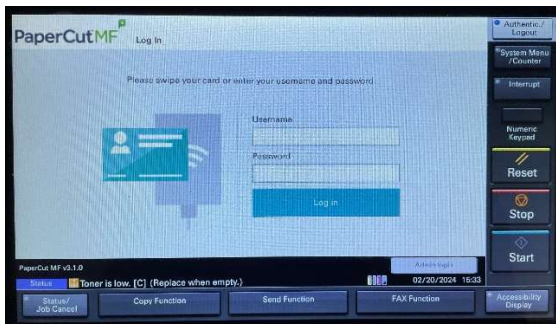 PaperCutMF P
Log In
Please swipe your card or enter your username and password
Username
Password
Log in
Admin login
PaperCut MF v3.1.0
Status Toner is low. [C] (Replace when empty.) 02/20/2024 15:33
Status/
Job Cancel
Copy Function
Send Function
FAX Function
Authentic./
Logout
System Menu
/Counter
Interrupt
Numeric
Keypad
Reset
Stop
Start
Accessibility
Display